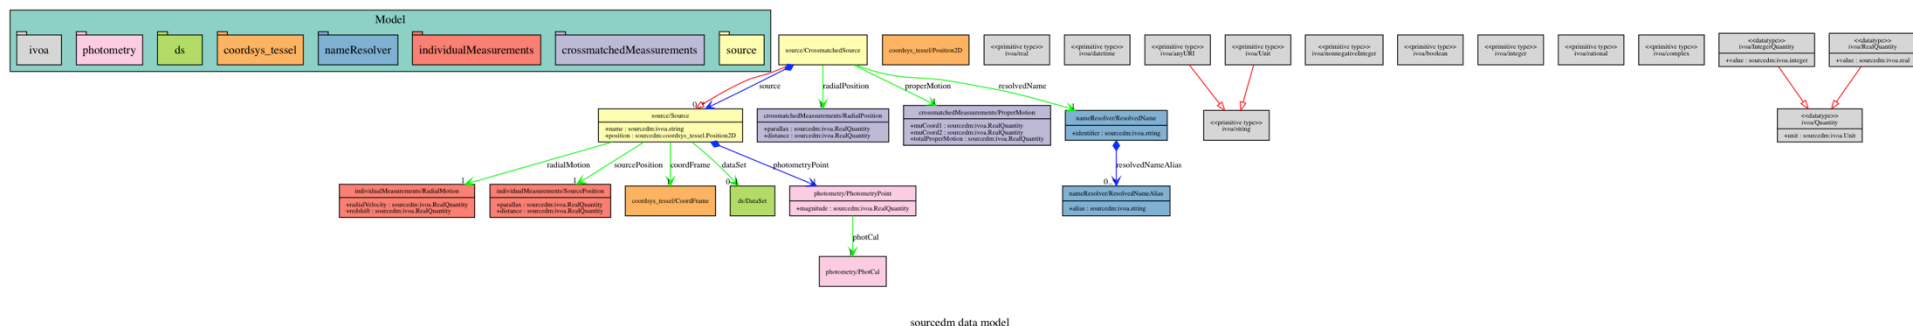 Model
ivoa
photometry
ds
coordsys_tessel
nameResolver
individualMeasurements
crossmatchedMeassurements
source
source/CrossmatchedSource
coordsys_tessel/Position2D
<<primitive type>>
ivoa/real
<<primitive type>>
ivoa/datetime
<<primitive type>>
ivoa/anyURI
<<primitive type>>
ivoa/Unit
<<primitive type>>
ivoa/nonnegativeInteger
<<primitive type>>
ivoa/boolean
<<primitive type>>
ivoa/integer
<<primitive type>>
ivoa/rational
<<primitive type>>
ivoa/complex
<<datatype>>
ivoa/IntegerQuantity
+value : sourcedm:ivoa.integer
<<datatype>>
ivoa/RealQuantity
+value : sourcedm:ivoa.real
source
radialPosition
properMotion
resolvedName
1
1
source/Source
+name : sourcedm:ivoa.string
+position : sourcedm:coordsys_tessel.Position2D
crossmatchedMeasurements/RadialPosition
+parallax : sourcedm:ivoa.RealQuantity
+distance : sourcedm:ivoa.RealQuantity
crossmatchedMeasurements/ProperMotion
+muCoord1 : sourcedm:ivoa.RealQuantity
+muCoord2 : sourcedm:ivoa.RealQuantity
+totalProperMotion : sourcedm:ivoa.RealQuantity
nameResolver/ResolvedName
+identifier : sourcedm:ivoa.string
<<primitive type>>
ivoa/string
<<datatype>>
ivoa/Quantity
+unit : sourcedm:ivoa.Unit
radialMotion
sourcePosition
coordFrame
dataSet
photometryPoint
resolvedNameAlias
1
1
individualMeasurements/RadialMotion
+radialVelocity : sourcedm:ivoa.RealQuantity
+redshift : sourcedm:ivoa.RealQuantity
individualMeasurements/SourcePosition
+parallax : sourcedm:ivoa.RealQuantity
+distance : sourcedm:ivoa.RealQuantity
coordsys_tessel/CoordFrame
ds/DataSet
photometry/PhotometryPoint
+magnitude : sourcedm:ivoa.RealQuantity
nameResolver/ResolvedNameAlias
+alias : sourcedm:ivoa.string
photCal
photometry/PhotCal
sourcedm data model